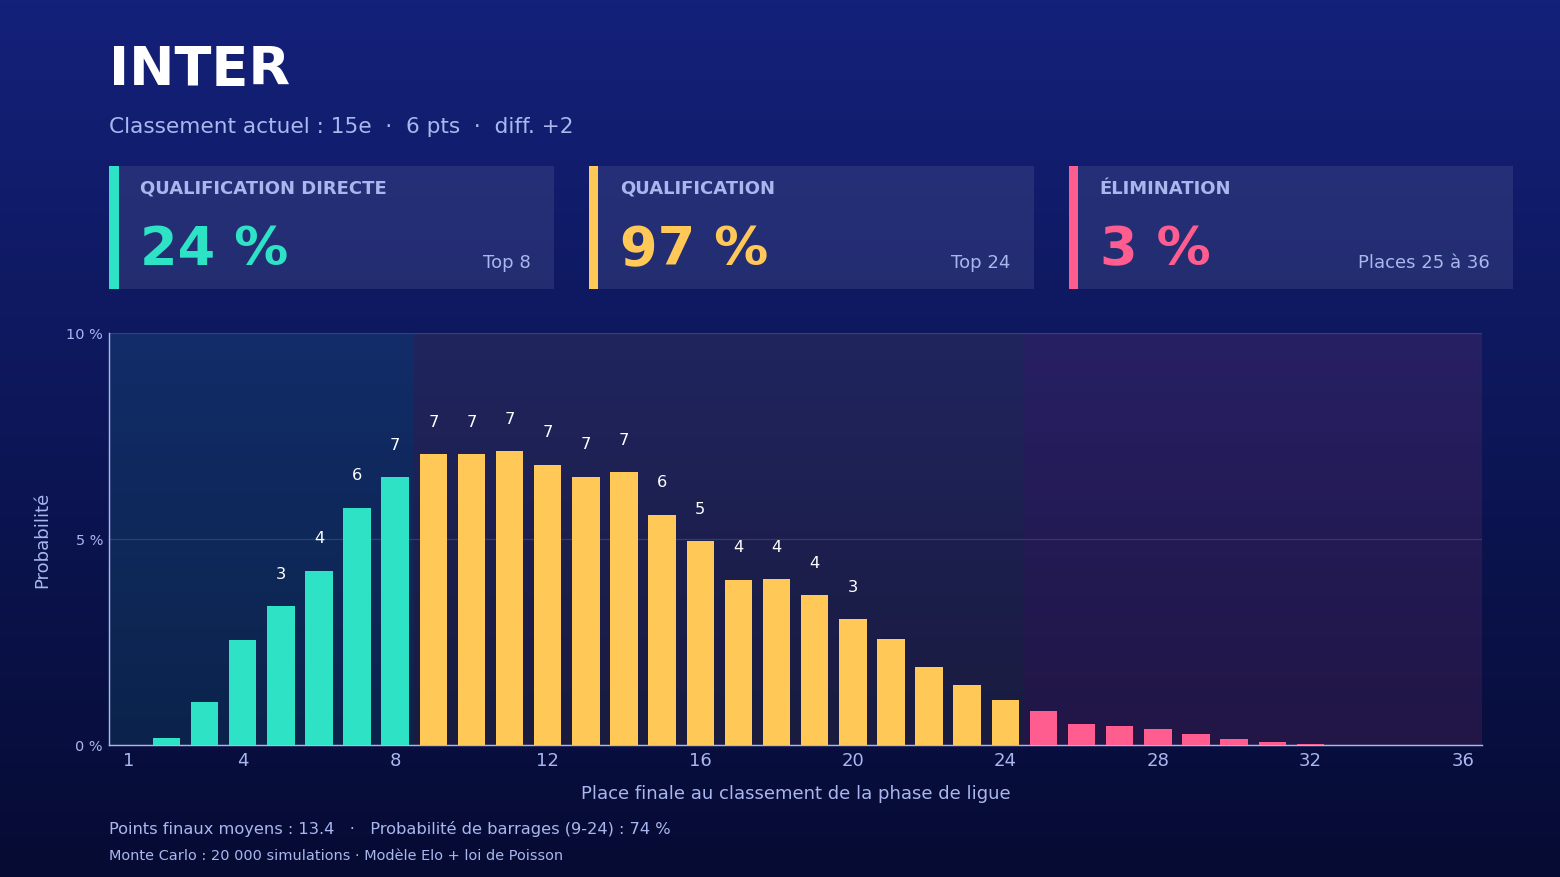 INTER
Classement actuel : 15e · 6 pts · diff. +2
QUALIFICATION DIRECTE
24 %
Top 8
QUALIFICATION
97 %
Top 24
ÉLIMINATION
3 %
Places 25 à 36
10 %
5 %
0 %
Probabilité
3 4 6 7 7 7 7 7 7 7 6 5 4 4 4 3
1 4 8 12 16 20 24 28 32 36
Place finale au classement de la phase de ligue
Points finaux moyens : 13.4 · Probabilité de barrages (9-24) : 74 %
Monte Carlo : 20 000 simulations · Modèle Elo + loi de Poisson